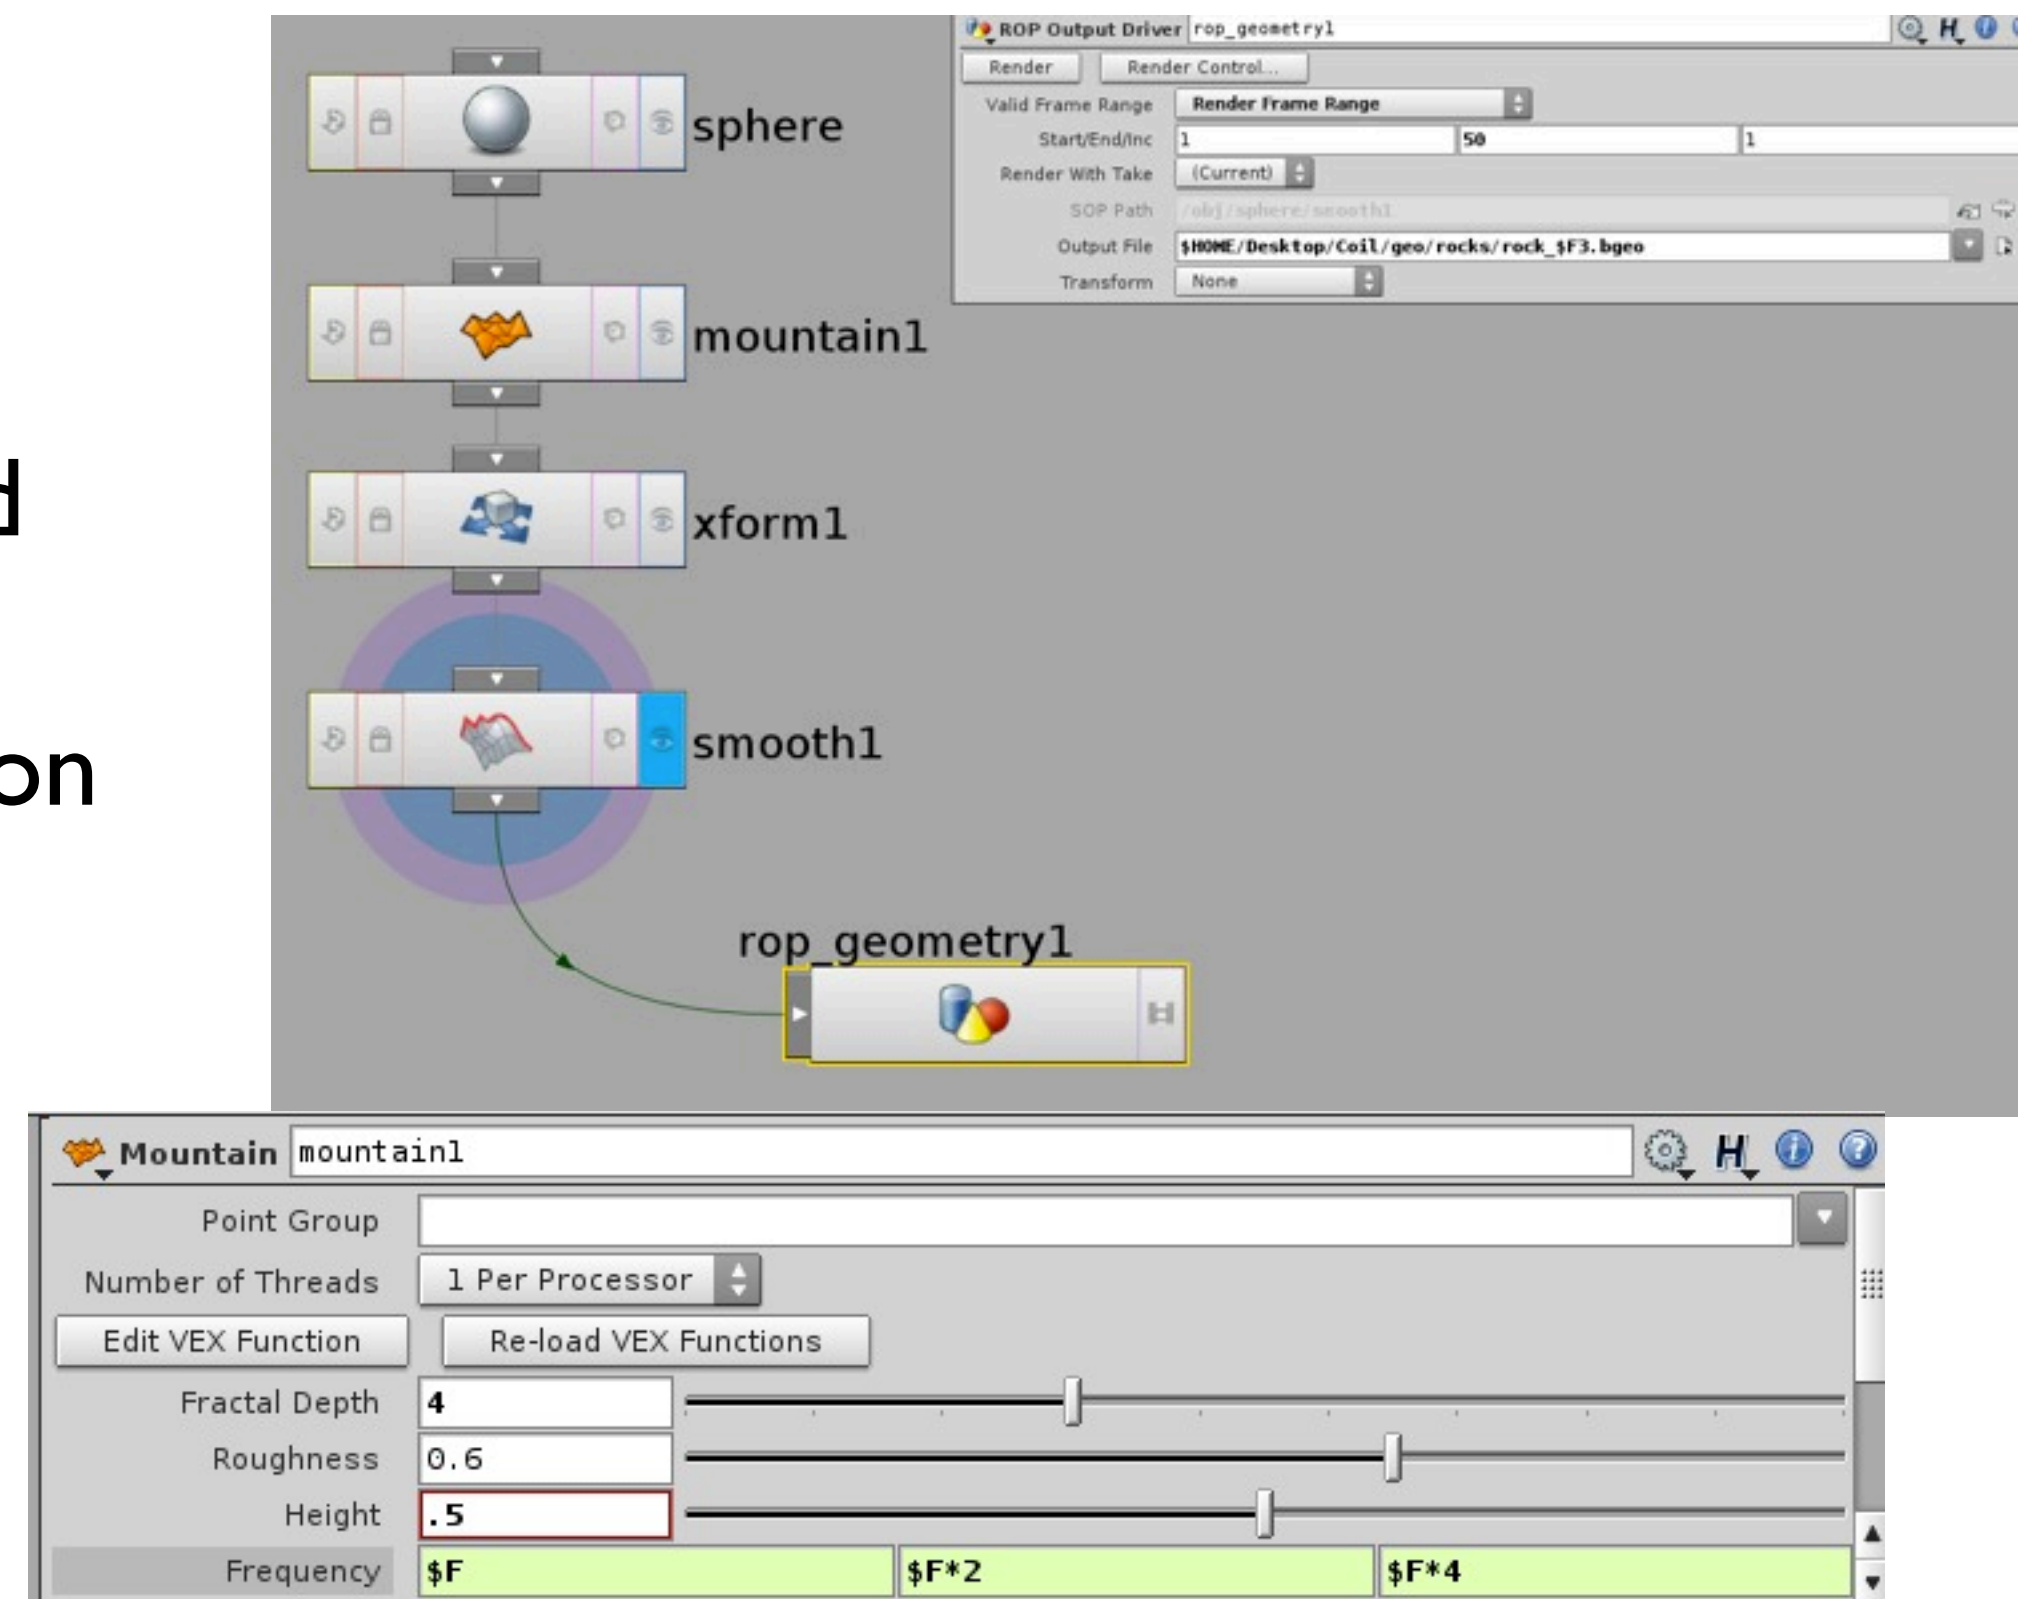 ROP Output Driver rop_geometry1
Render Render Control...
Valid Frame Range Render Frame Range
Start/End/Inc 1 50 1
Render With Take (Current)
SOP Path /obj/sphere/smooth1
Output File $HOME/Desktop/Coil/geo/rocks/rock_$F3.bgeo
Transform None
sphere
mountain1
xform1
smooth1
rop_geometry1
d
on
Mountain mountain1
Point Group
Number of Threads 1 Per Processor
Edit VEX Function Re-load VEX Functions
Fractal Depth 4
Roughness 0.6
Height .5
Frequency $F $F*2 $F*4